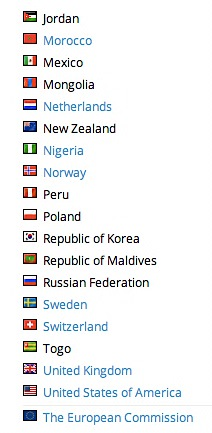 Jordan
Morocco
Mexico
Mongolia
Netherlands
New Zealand
Nigeria
Norway
Peru
Poland
Republic of Korea
Republic of Maldives
Russian Federation
Sweden
Switzerland
Togo
United Kingdom
United States of America
The European Commission